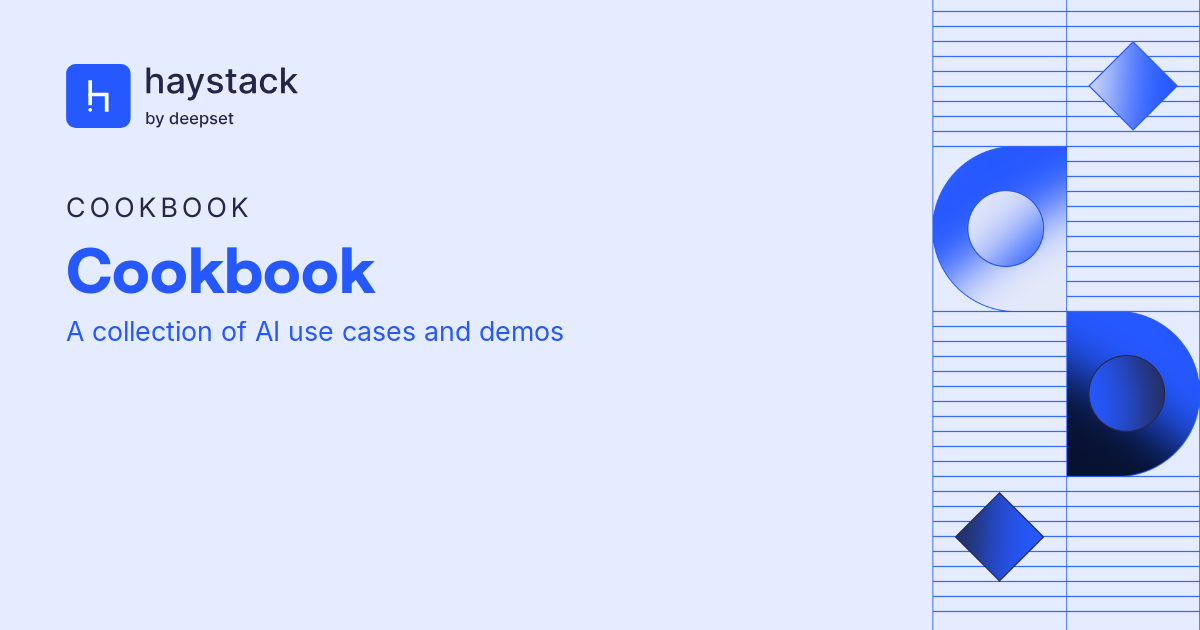 haystack
by deepset
COOKBOOK
Cookbook
A collection of AI use cases and demos